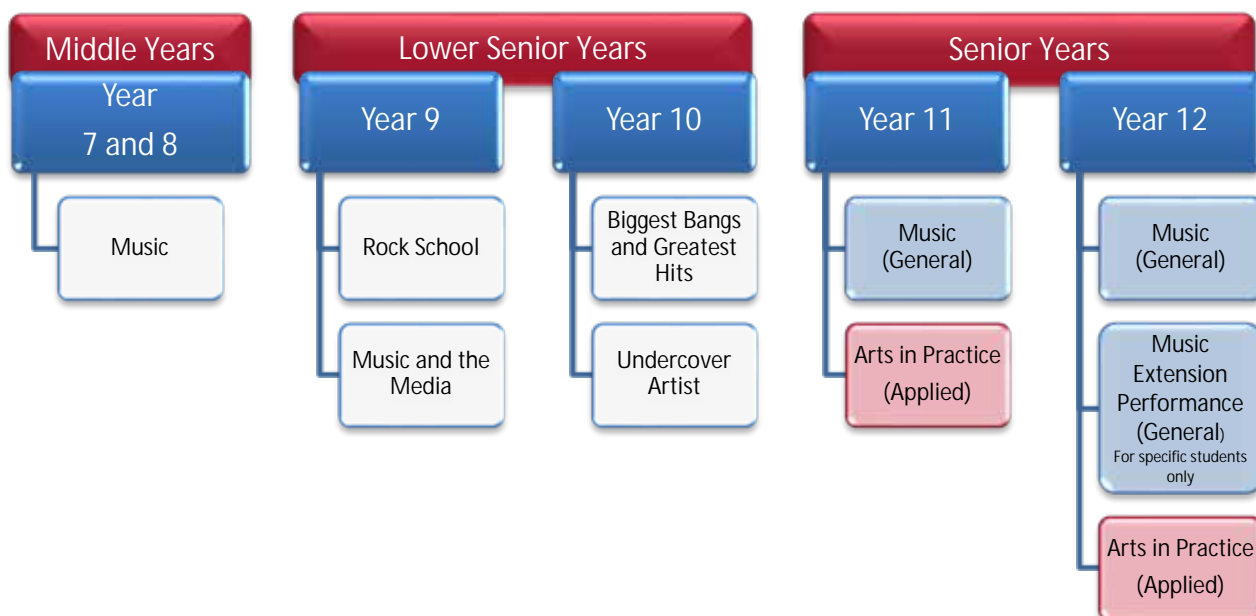 Middle Years
Year
7 and 8
Music
Lower Senior Years
Year 9
Rock School
Music and the
Media
Year 10
Biggest Bangs
and Greatest
Hits
Undercover
Artist
Senior Years
Year 11
Music
(General)
Arts in Practice
(Applied)
Year 12
Music
(General)
Music
Extension
Performance
(General)
For specific students
only
Arts in Practice
(Applied)